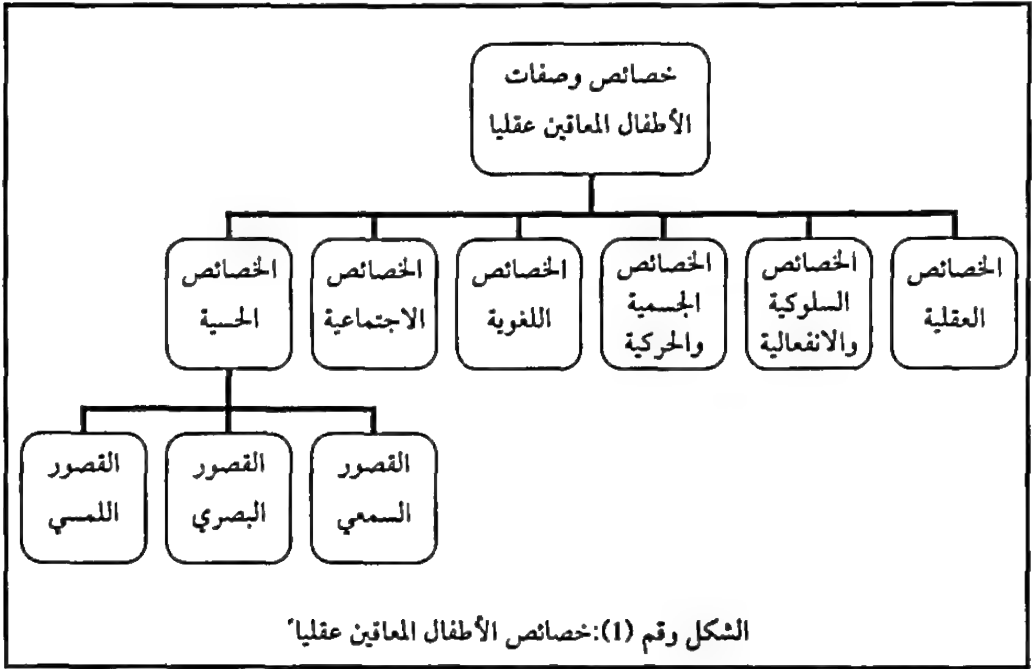 خصائص وصفات
الأطفال المعاقين عقليا
الخصائص
العقلية
الخصائص
السلوكية
والانفعالية
الخصائص
الجسمية
والحركية
الخصائص
اللغوية
الخصائص
الاجتماعية
الخصائص
الحسية
القصور
السمعي
القصور
البصري
القصور
اللمسي
الشكل رقم (1):خصائص الأطفال المعاقين عقلياً